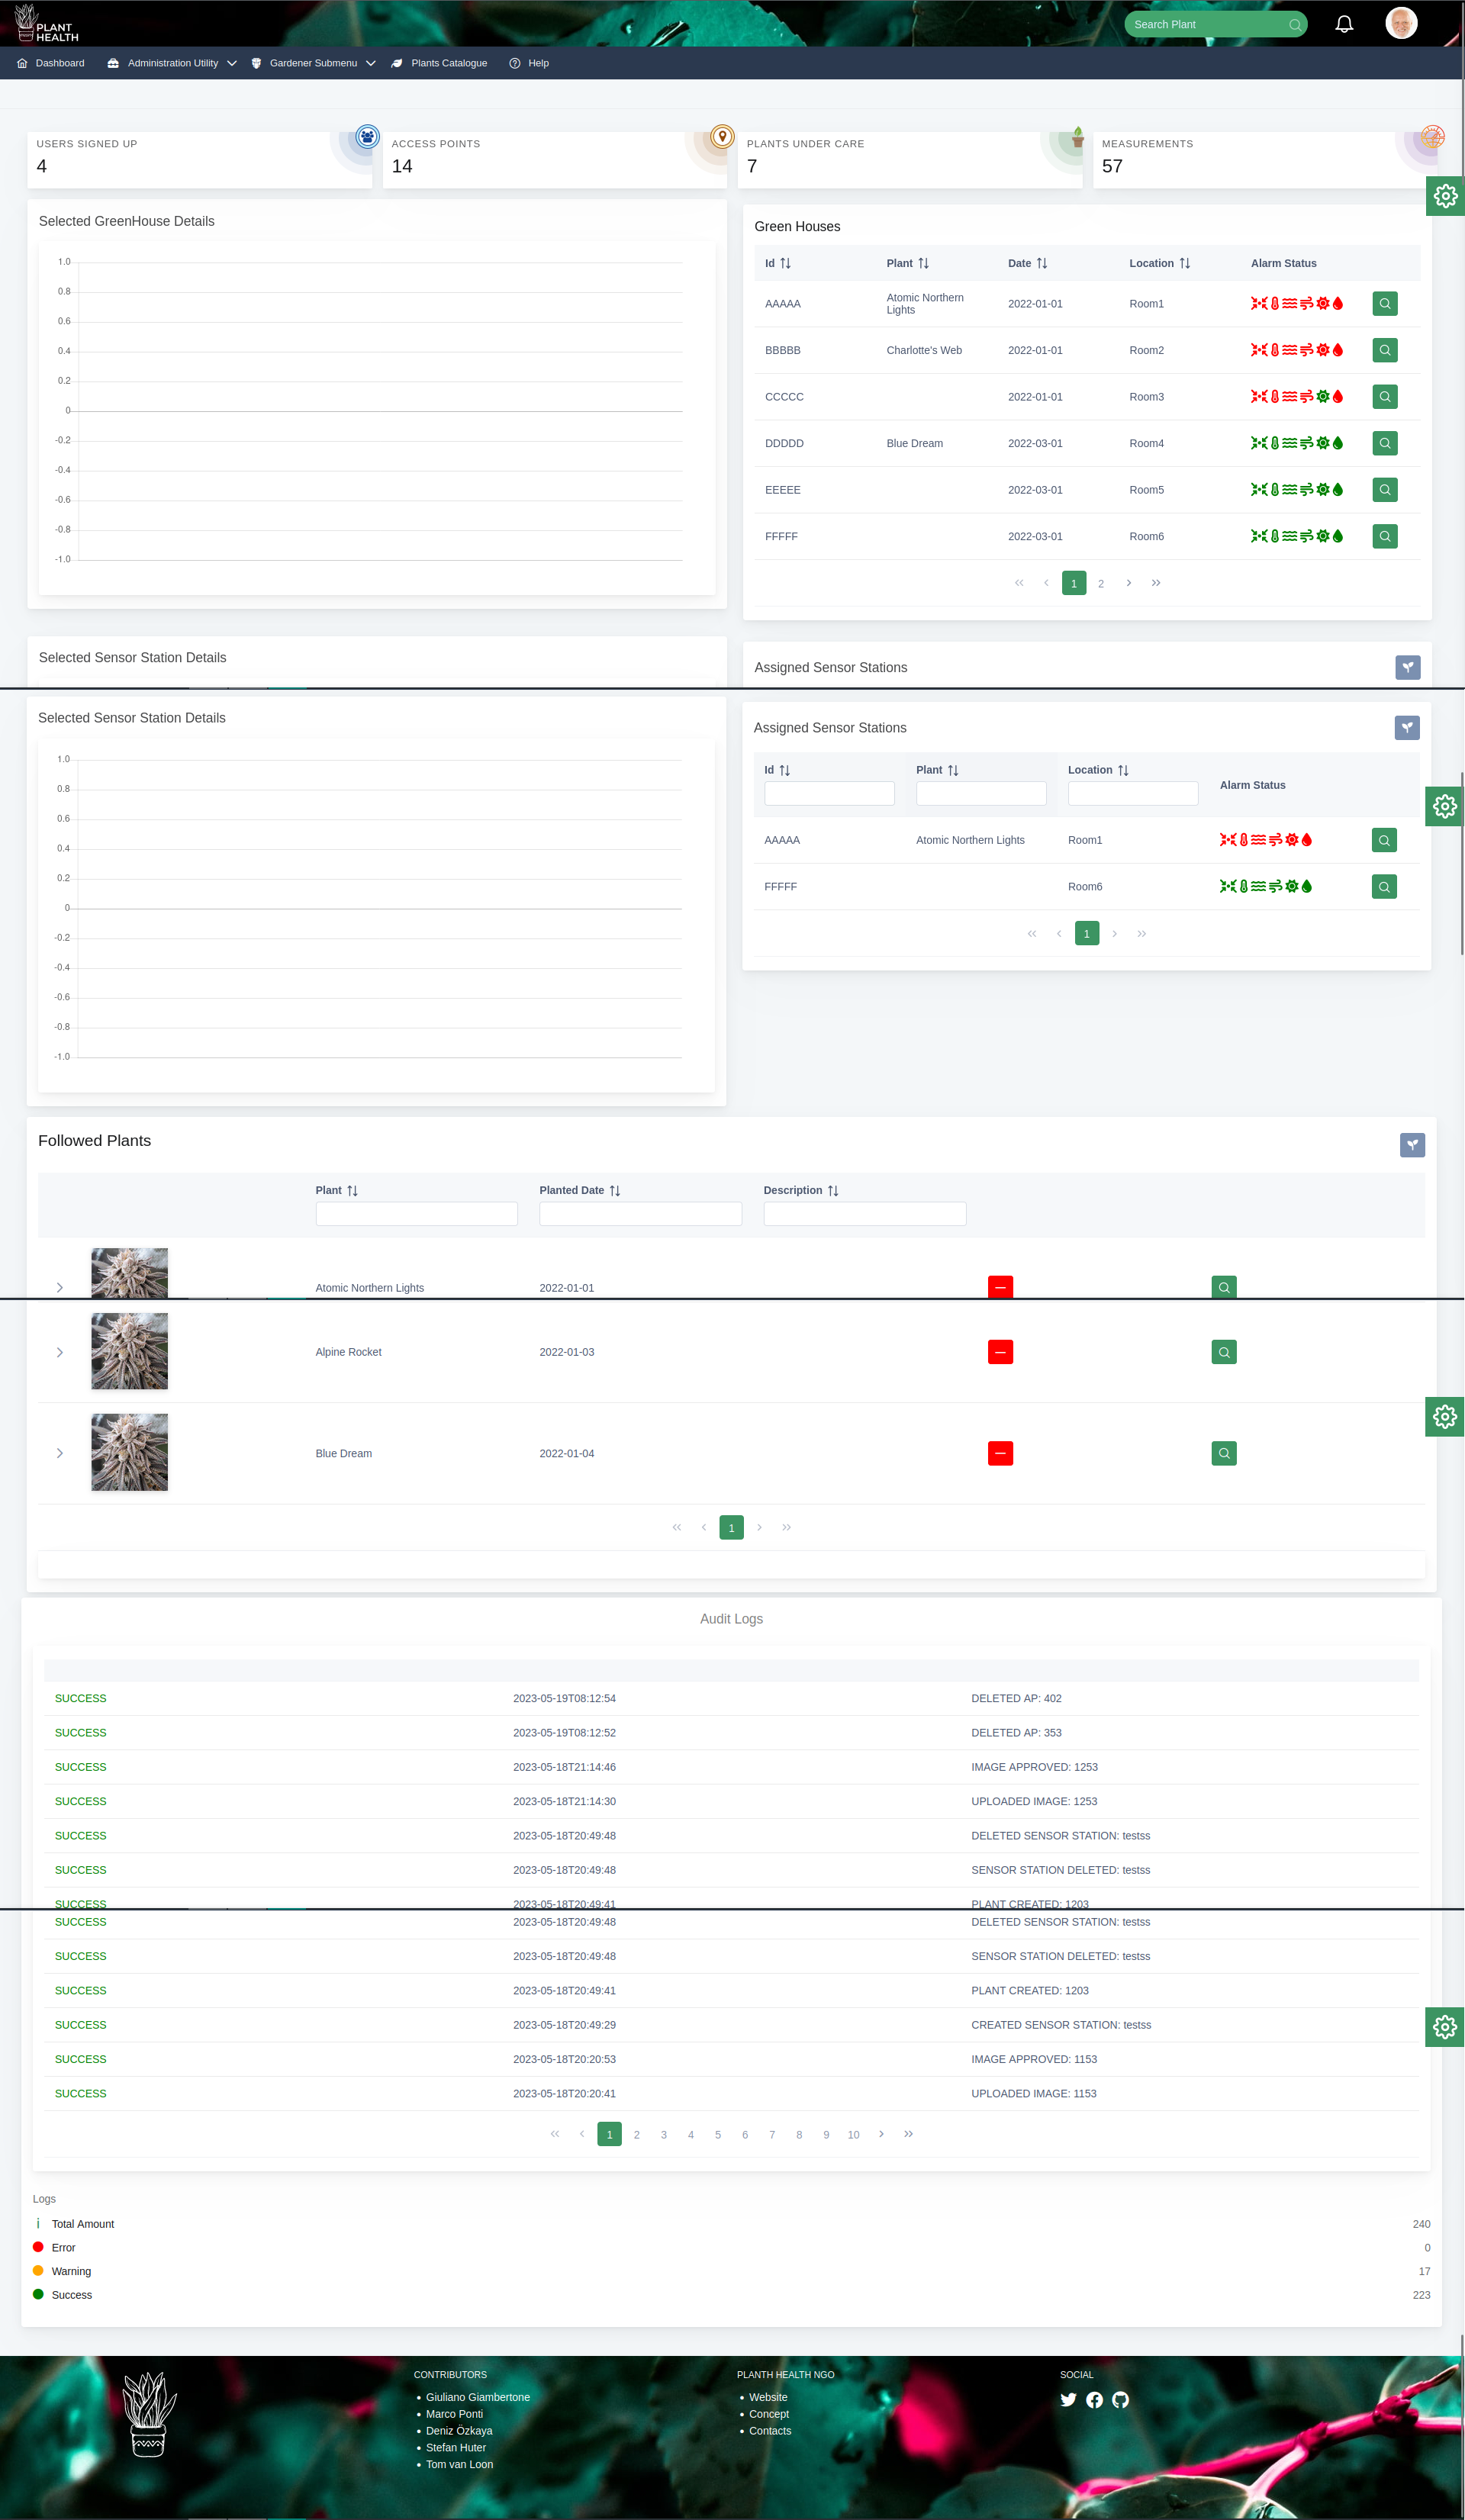 PLANT
HEALTH
Search Plant
Dashboard Administration Utility Gardener Submenu Plants Catalogue Help
USERS SIGNED UP
4
ACCESS POINTS
14
PLANTS UNDER CARE
7
MEASUREMENTS
57
Selected GreenHouse Details
1.0
0.8
0.6
0.4
0.2
0
-0.2
-0.4
-0.6
-0.8
-1.0
Green Houses
Id Plant Date Location Alarm Status
AAAAA Atomic Northern Lights 2022-01-01 Room1
BBBBB Charlotte's Web 2022-01-01 Room2
CCCCC 2022-01-01 Room3
DDDDD Blue Dream 2022-03-01 Room4
EEEEE 2022-03-01 Room5
FFFFF 2022-03-01 Room6
1 2
Selected Sensor Station Details
Assigned Sensor Stations
Selected Sensor Station Details
1.0
0.8
0.6
0.4
0.2
0
-0.2
-0.4
-0.6
-0.8
-1.0
Assigned Sensor Stations
Id Plant Location Alarm Status
AAAAA Atomic Northern Lights Room1
FFFFF Room6
1
Followed Plants
Plant Planted Date Description
Atomic Northern Lights 2022-01-01
Alpine Rocket 2022-01-03
Blue Dream 2022-01-04
1
Audit Logs
SUCCESS 2023-05-19T08:12:54 DELETED AP: 402
SUCCESS 2023-05-19T08:12:52 DELETED AP: 353
SUCCESS 2023-05-18T21:14:46 IMAGE APPROVED: 1253
SUCCESS 2023-05-18T21:14:30 UPLOADED IMAGE: 1253
SUCCESS 2023-05-18T20:49:48 DELETED SENSOR STATION: testss
SUCCESS 2023-05-18T20:49:48 SENSOR STATION DELETED: testss
SUCCESS 2023-05-18T20:49:41 PLANT CREATED: 1203
SUCCESS 2023-05-18T20:49:48 DELETED SENSOR STATION: testss
SUCCESS 2023-05-18T20:49:48 SENSOR STATION DELETED: testss
SUCCESS 2023-05-18T20:49:41 PLANT CREATED: 1203
SUCCESS 2023-05-18T20:49:29 CREATED SENSOR STATION: testss
SUCCESS 2023-05-18T20:20:53 IMAGE APPROVED: 1153
SUCCESS 2023-05-18T20:20:41 UPLOADED IMAGE: 1153
1 2 3 4 5 6 7 8 9 10
Logs
Total Amount 240
Error 0
Warning 17
Success 223
CONTRIBUTORS
Giuliano Giambertone
Marco Ponti
Deniz Özkaya
Stefan Huter
Tom van Loon
PLANTH HEALTH NGO
Website
Concept
Contacts
SOCIAL